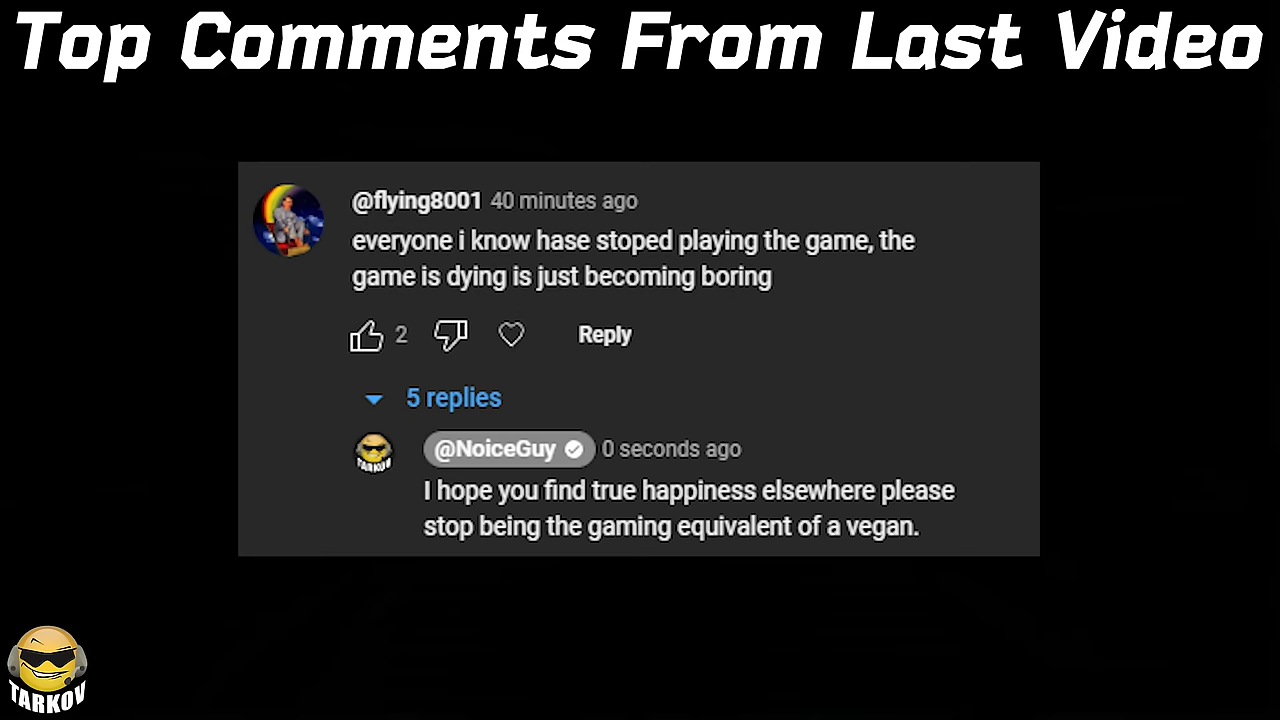 Top Comments From Last Video
@flying8001 40 minutes ago
everyone i know hase stoped playing the game, the
game is dying is just becoming boring
2 Reply
5 replies
@NoiceGuy 0 seconds ago
TARKOV
I hope you find true happiness elsewhere please
stop being the gaming equivalent of a vegan.
TARKOV